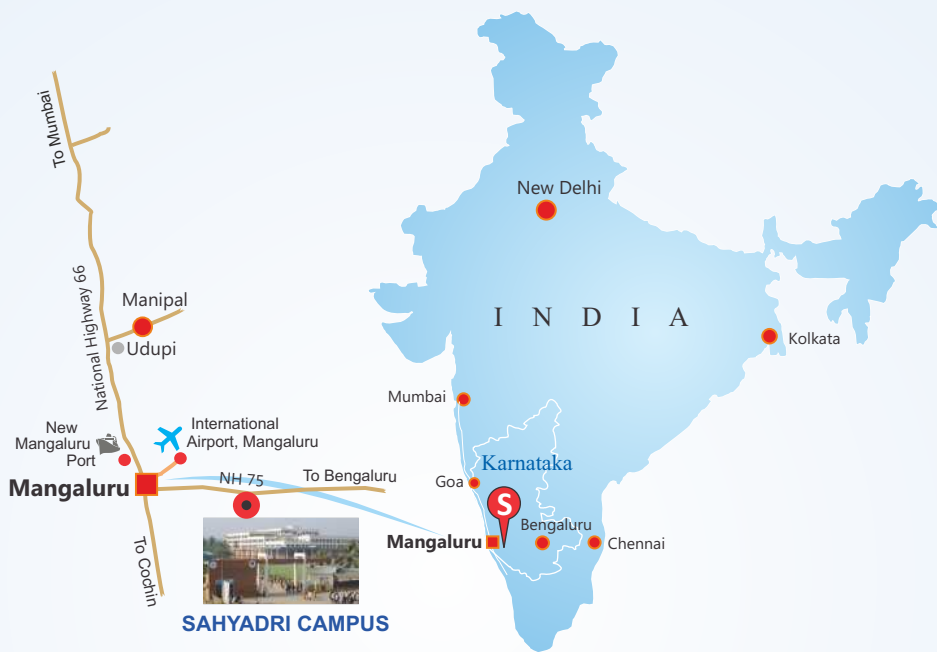 To Mumbai
National Highway 66
Manipal
Udupi
New
Mangaluru
Port
International
Airport, Mangaluru
Mangaluru
NH 75
To Bengaluru
To Cochin
SAHYADRI CAMPUS
New Delhi
INDIA
Kolkata
Mumbai
Karnataka
Goa
S
Bengaluru
Mangaluru
Chennai